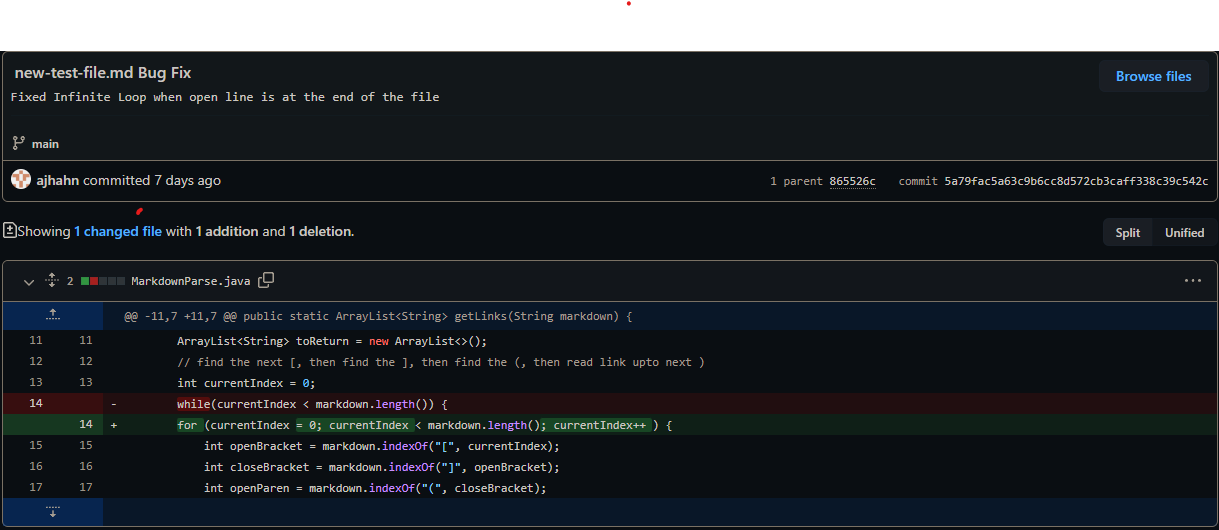 new-test-file.md Bug Fix
Browse files
Fixed Infinite Loop when open line is at the end of the file
main
ajhahn committed 7 days ago
1 parent 865526c commit 5a79fac5a63c9b6cc8d572cb3caff338c39c542c
Showing 1 changed file with 1 addition and 1 deletion.
Split Unified
2 MarkdownParse.java
@@ -11,7 +11,7 @@ public static ArrayList<String> getLinks(String markdown) {
11 11 ArrayList<String> toReturn = new ArrayList<>();
12 12 // find the next [, then find the ], then find the (, then read link upto next )
13 13 int currentIndex = 0;
14 - while(currentIndex < markdown.length()) {
14 + for (currentIndex = 0; currentIndex < markdown.length(); currentIndex++ ) {
15 15 int openBracket = markdown.indexOf("[", currentIndex);
16 16 int closeBracket = markdown.indexOf("]", openBracket);
17 17 int openParen = markdown.indexOf("(", closeBracket);